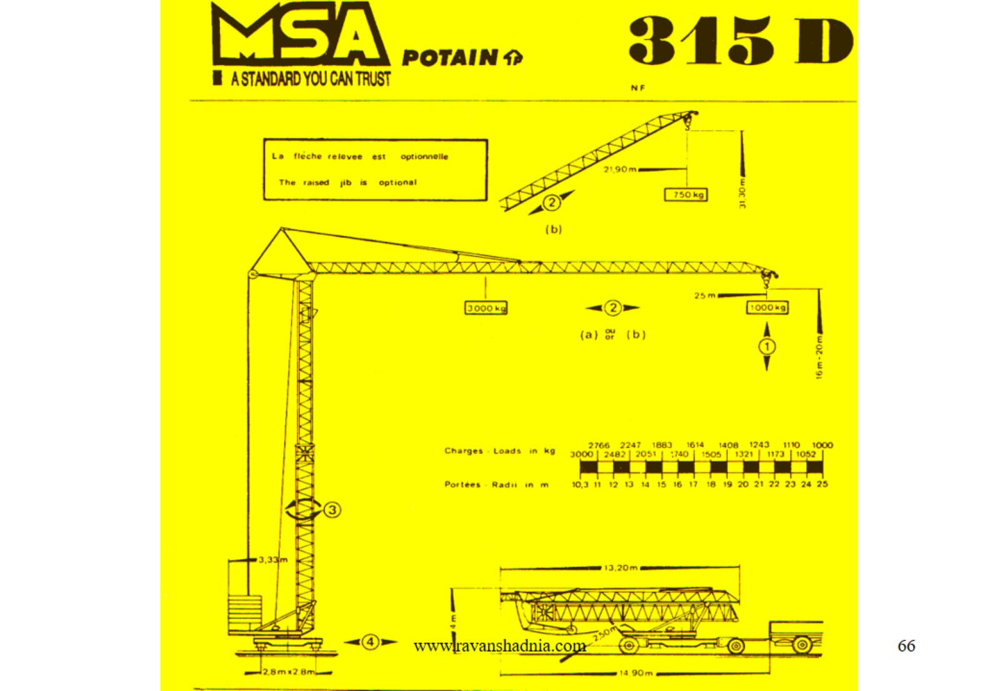 MSA
A STANDARD YOU CAN TRUST
POTAIN
315 D
NF
La flèche relevee est optionnelle
The raised jib is optional
21,90 m
750 kg
31,30 m
2
(b)
3000 kg
2
(a) ou or (b)
25 m
1000 kg
1
16 m - 20 m
Charges - Loads in kg
2766 2247 1883 1614 1408 1243 1110 1000
3000 2482 2051 1740 1505 1321 1173 1052
Portées - Radii in m
10,3 11 12 13 14 15 16 17 18 19 20 21 22 23 24 25
3
3,33 m
13,20 m
4 m
2,50 m
4
www.ravanshadnia.com
66
2,8m x 2,8m
14,90 m